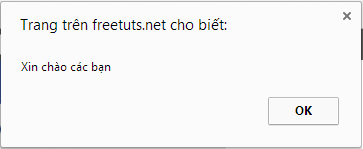 Trang trên freetuts.net cho biết:
Xin chào các bạn
OK